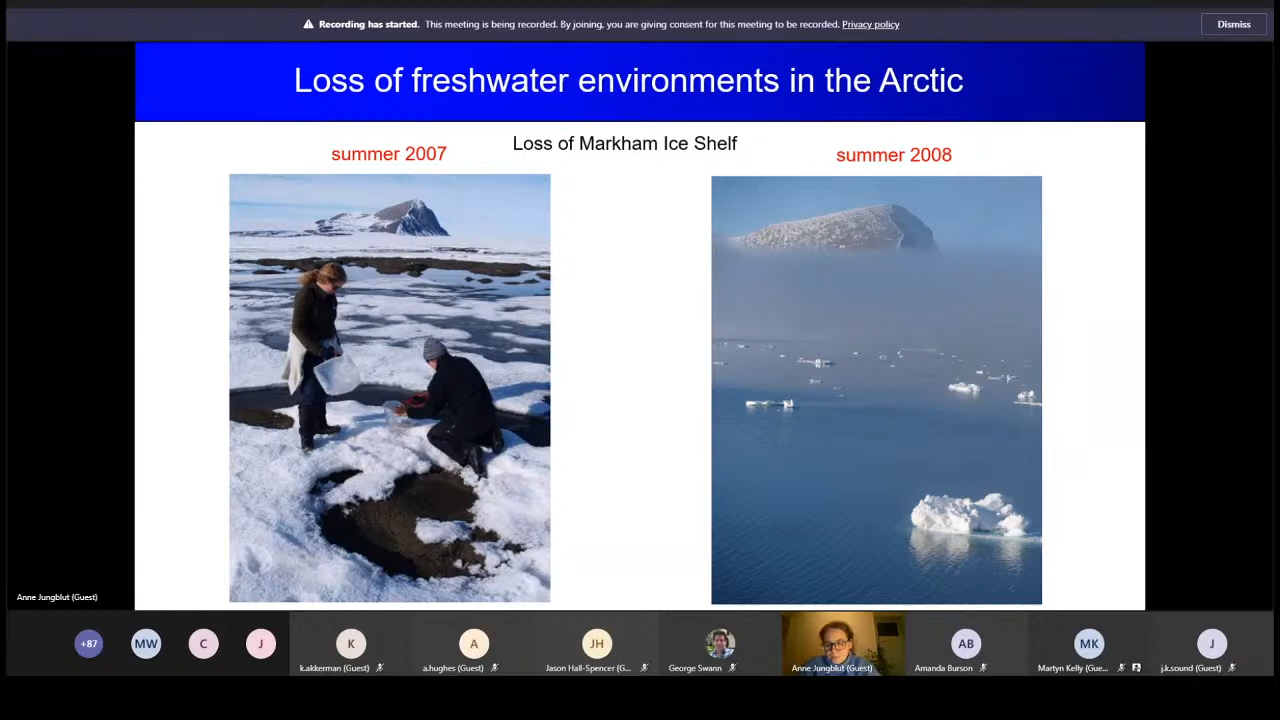 Recording has started. This meeting is being recorded. By joining, you are giving consent for this meeting to be recorded. Privacy policy
Dismiss
Loss of freshwater environments in the Arctic
Loss of Markham Ice Shelf
summer 2007
summer 2008
Anne Jungblut (Guest)
+87
MW
C
J
K
A
JH
AB
MK
J
k.akkerman (Guest)
a.hughes (Guest)
Jason Hall-Spencer (G...
George Swann
Anne Jungblut (Guest)
Amanda Burson
Martyn Kelly (Gue...
j.k.sound (Guest)